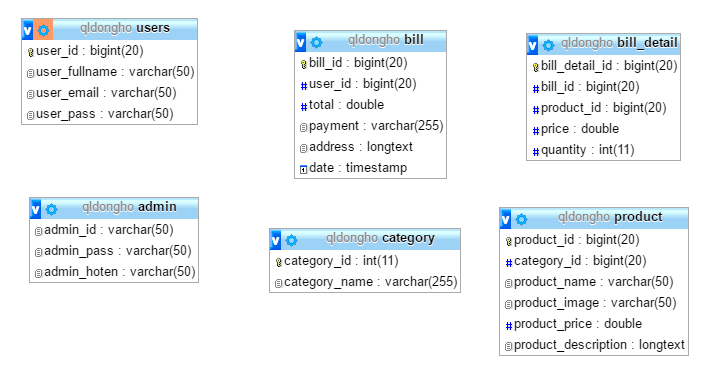 qldongho users
user_id : bigint(20)
user_fullname : varchar(50)
user_email : varchar(50)
user_pass : varchar(50)
qldongho bill
bill_id : bigint(20)
user_id : bigint(20)
total : double
payment : varchar(255)
address : longtext
date : timestamp
qldongho bill_detail
bill_detail_id : bigint(20)
bill_id : bigint(20)
product_id : bigint(20)
price : double
quantity : int(11)
qldongho admin
admin_id : varchar(50)
admin_pass : varchar(50)
admin_hoten : varchar(50)
qldongho category
category_id : int(11)
category_name : varchar(255)
qldongho product
product_id : bigint(20)
category_id : bigint(20)
product_name : varchar(50)
product_image : varchar(50)
product_price : double
product_description : longtext